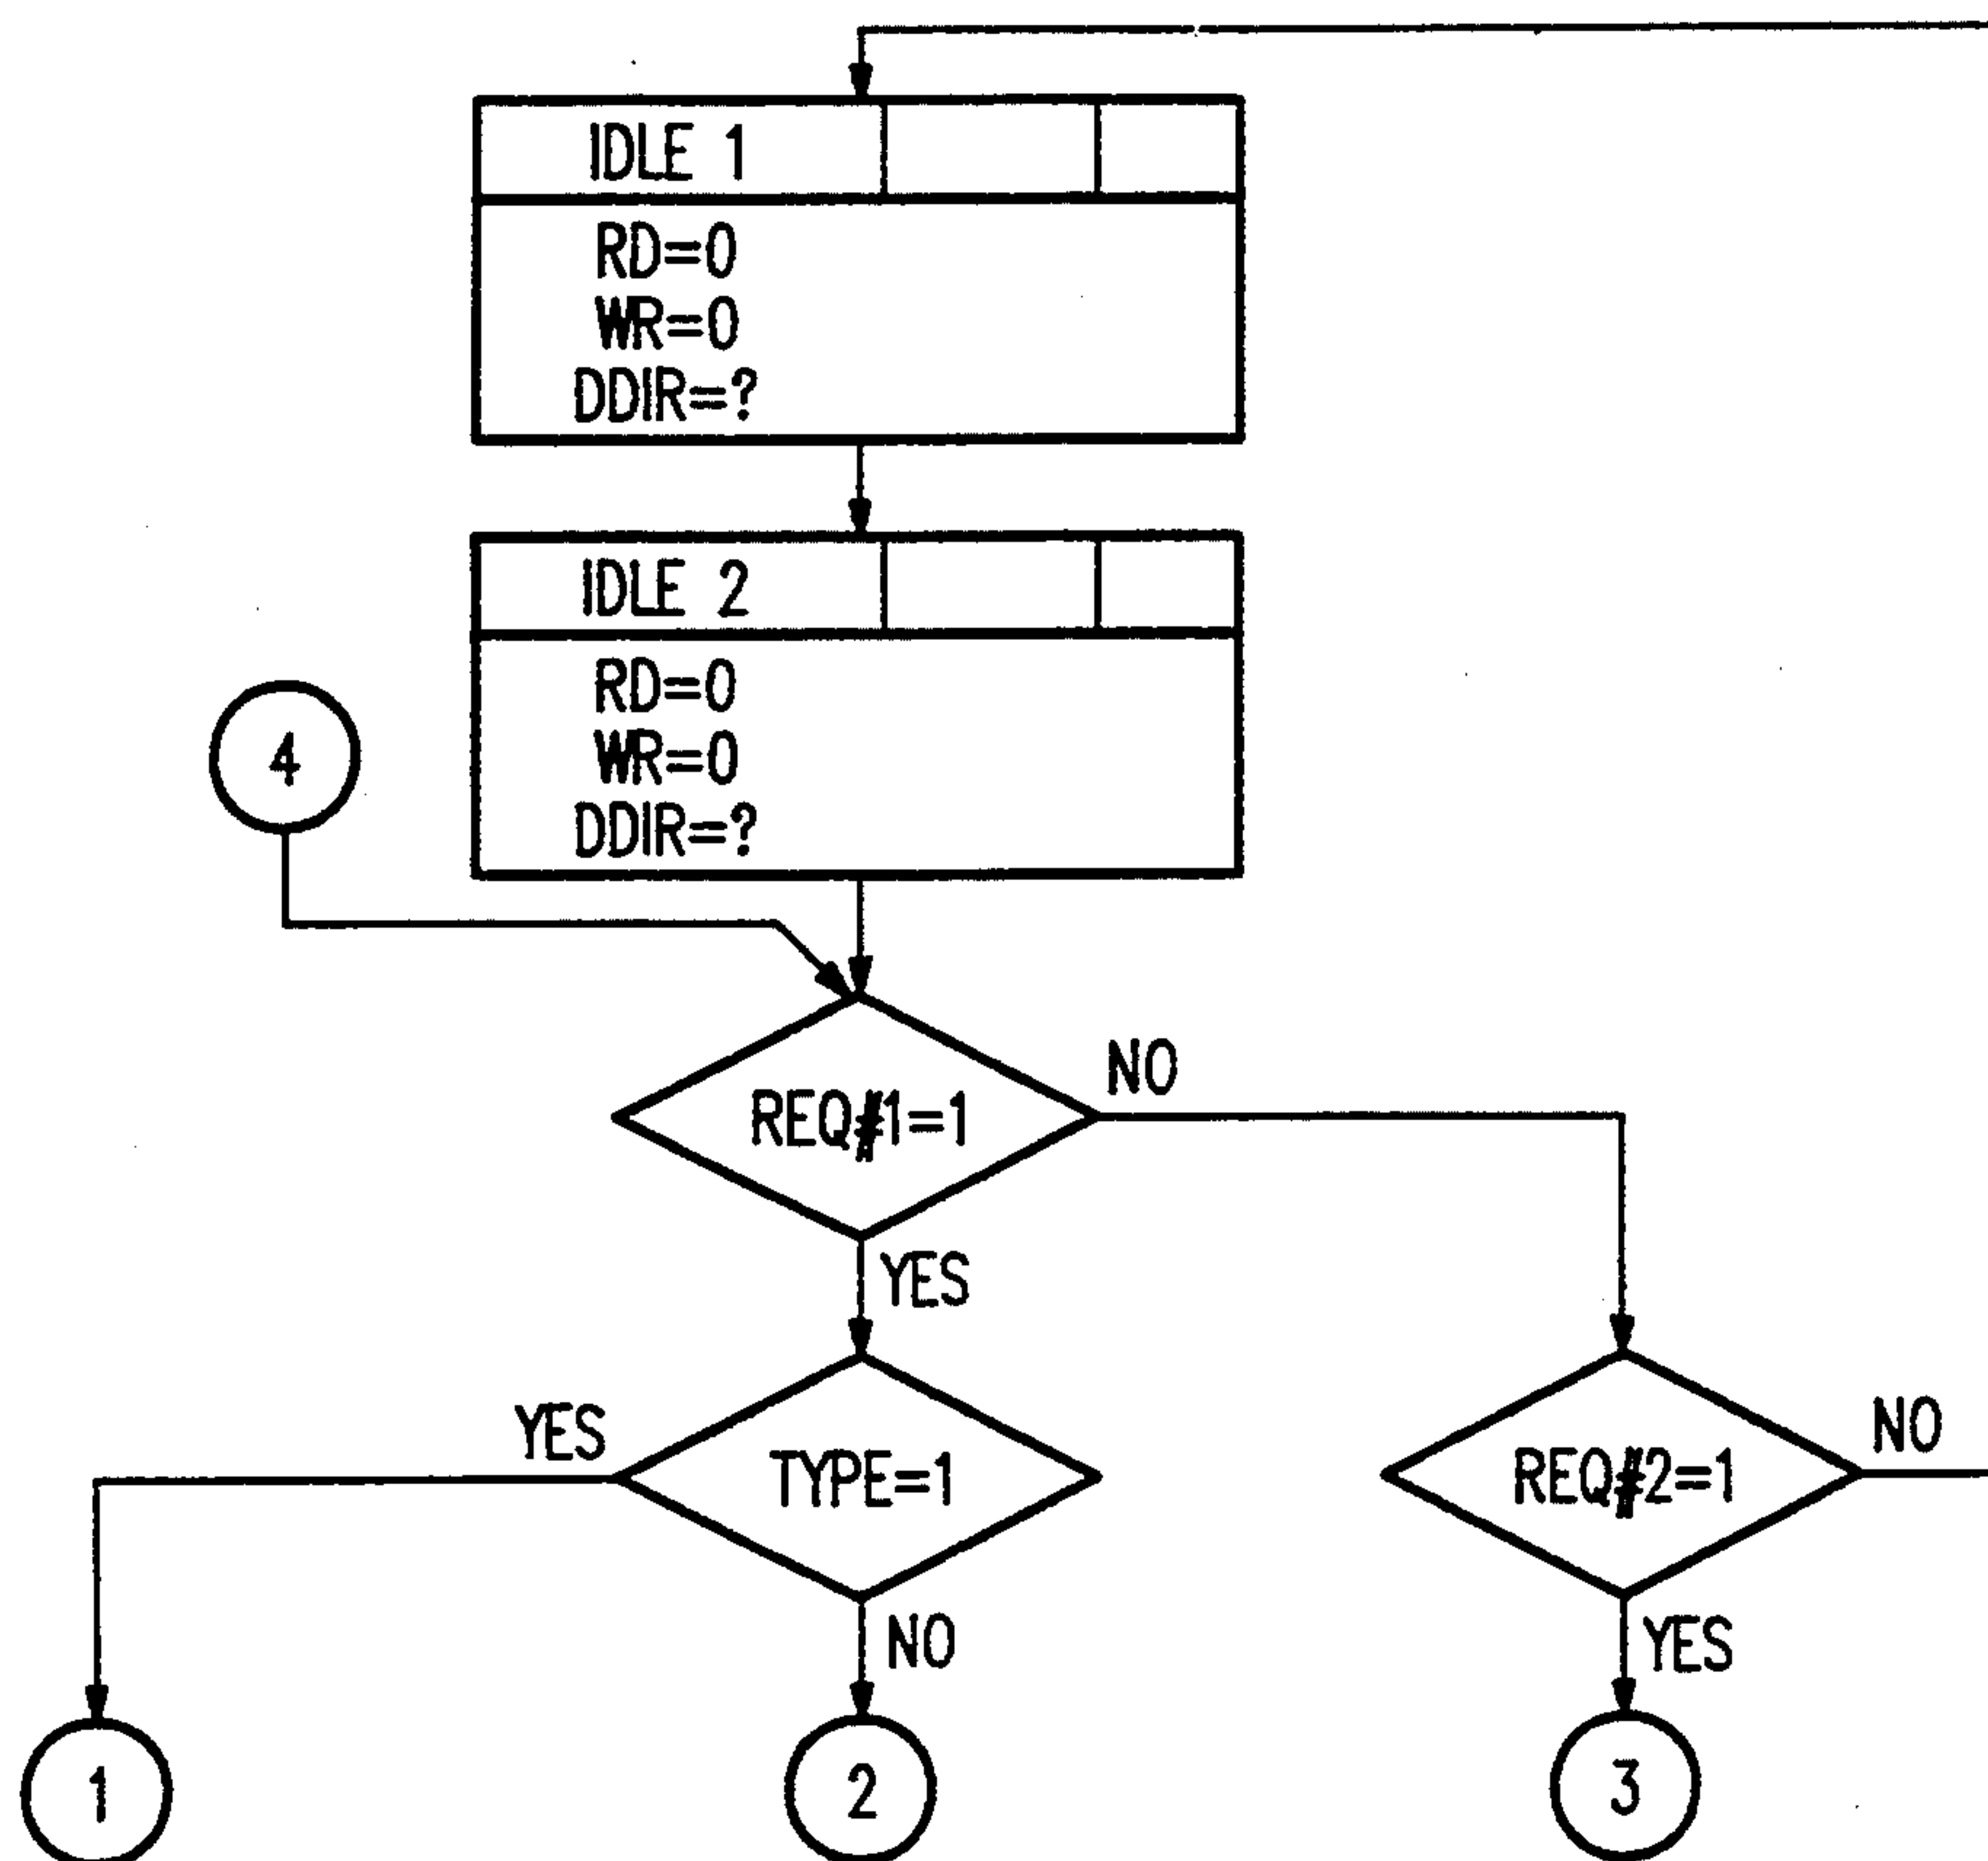 IDLE 1
RD=0
WR=0
DDIR=?
IDLE 2
RD=0
WR=0
DDIR=?
4
REQ#1=1
NO
YES
YES
TYPE=1
REQ#2=1
NO
NO
YES
1
2
3